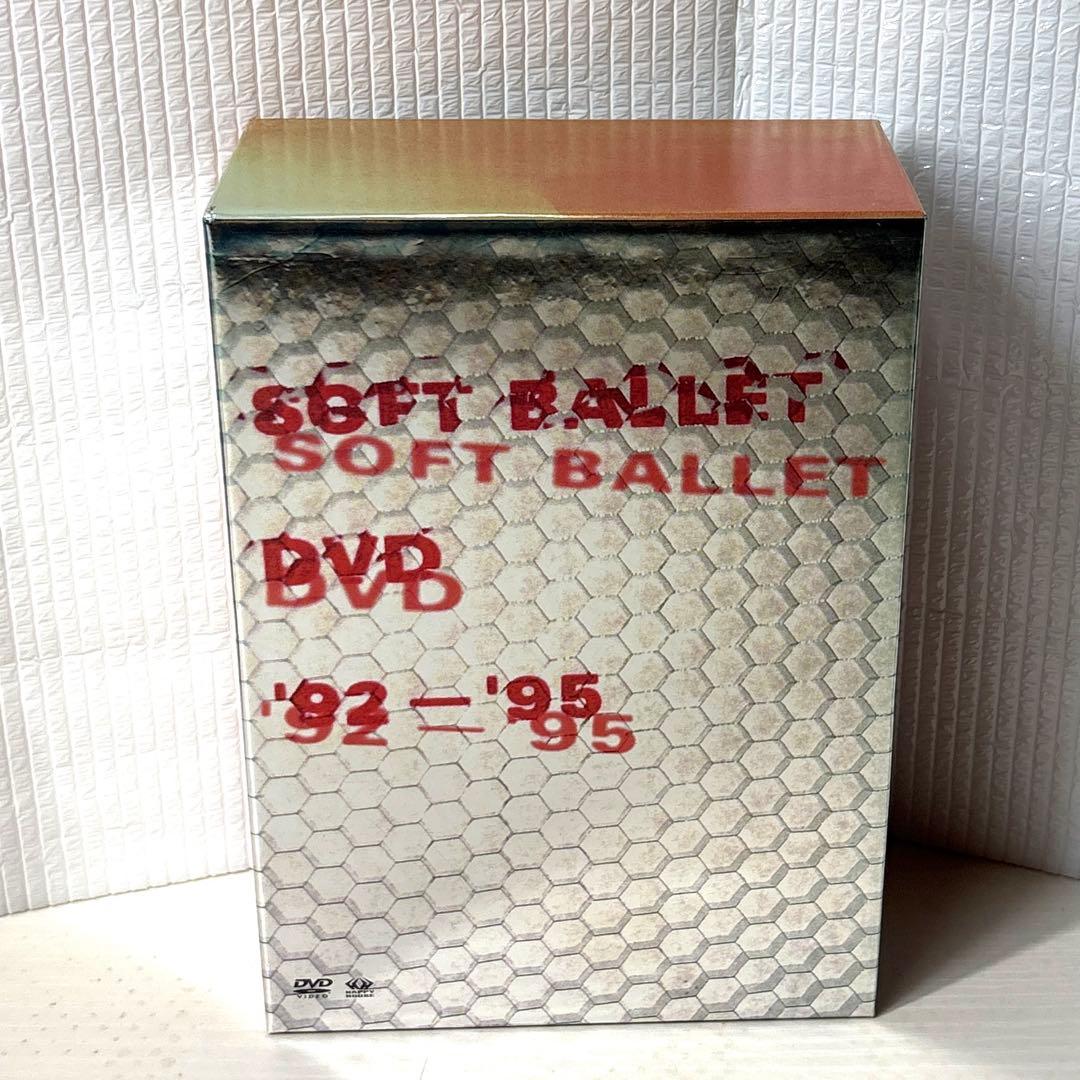 SOFT BALLET
SOFT BALLET
DVD
DVD
'92 — '95
'92 — '95
DVD
VIDEO
HAPPY
HOUSE